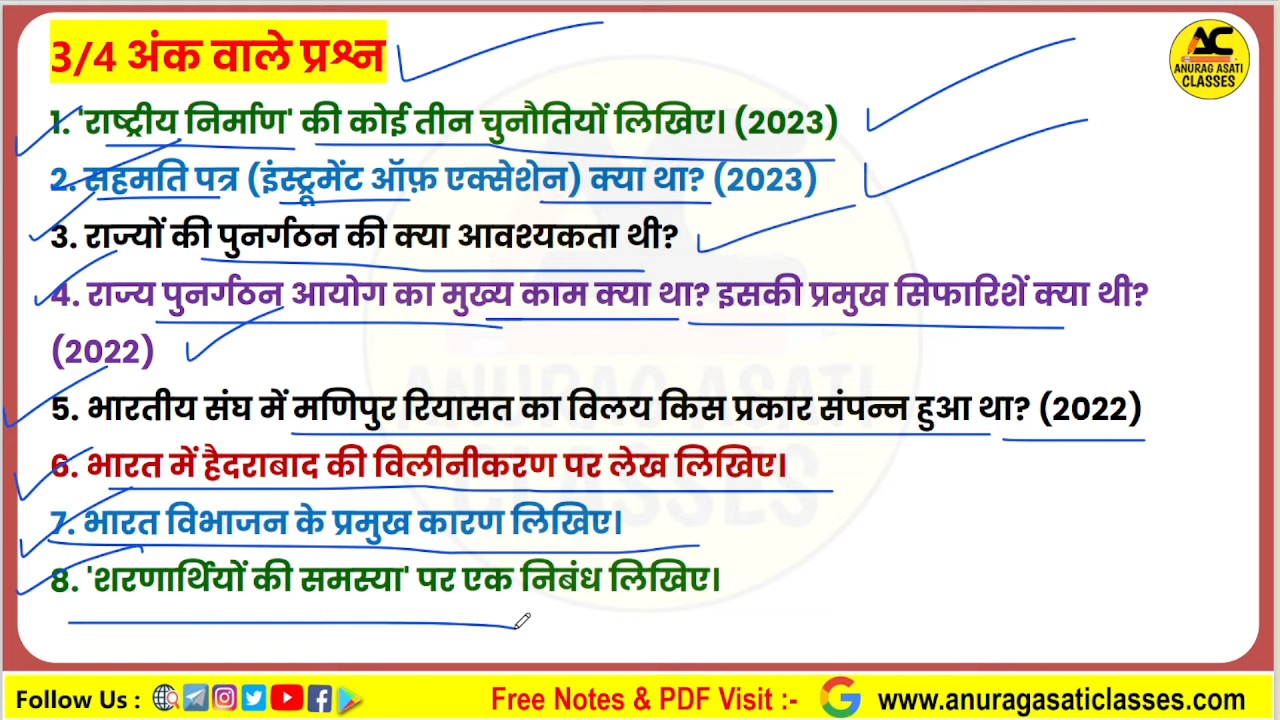 3/4 अंक वाले प्रश्न
AC
ANURAG ASATI
CLASSES
1. 'राष्ट्रीय निर्माण' की कोई तीन चुनौतियों लिखिए। (2023)
2. सहमति पत्र (इंस्ट्रूमेंट ऑफ़ एक्सेशेन) क्या था? (2023)
3. राज्यों की पुनर्गठन की क्या आवश्यकता थी?
4. राज्य पुनर्गठन आयोग का मुख्य काम क्या था? इसकी प्रमुख सिफारिशें क्या थी?
(2022)
5. भारतीय संघ में मणिपुर रियासत का विलय किस प्रकार संपन्न हुआ था? (2022)
6. भारत में हैदराबाद की विलीनीकरण पर लेख लिखिए।
7. भारत विभाजन के प्रमुख कारण लिखिए।
8. 'शरणार्थियों की समस्या' पर एक निबंध लिखिए।
ANURAG ASATI
CLASSES
Follow Us :
Free Notes & PDF Visit :- www.anuragasaticlasses.com